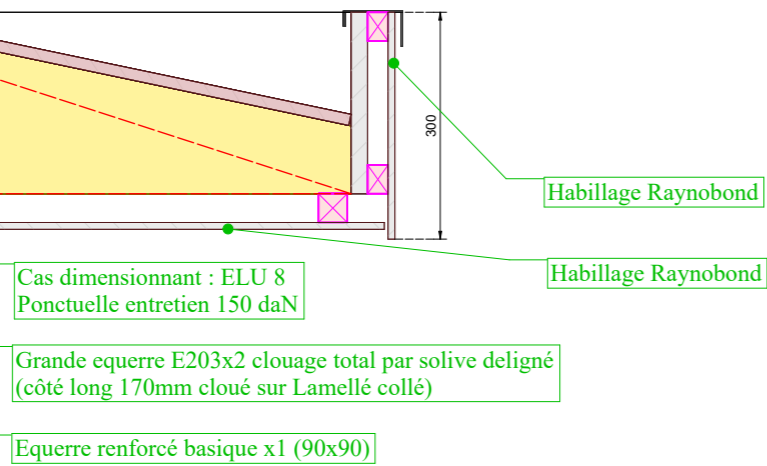 300
Habillage Raynobond
Habillage Raynobond
Cas dimensionnant : ELU 8
Ponctuelle entretien 150 daN
Grande equerre E203x2 clouage total par solive deligné
(côté long 170mm cloué sur Lamellé collé)
Equerre renforcé basique x1 (90x90)